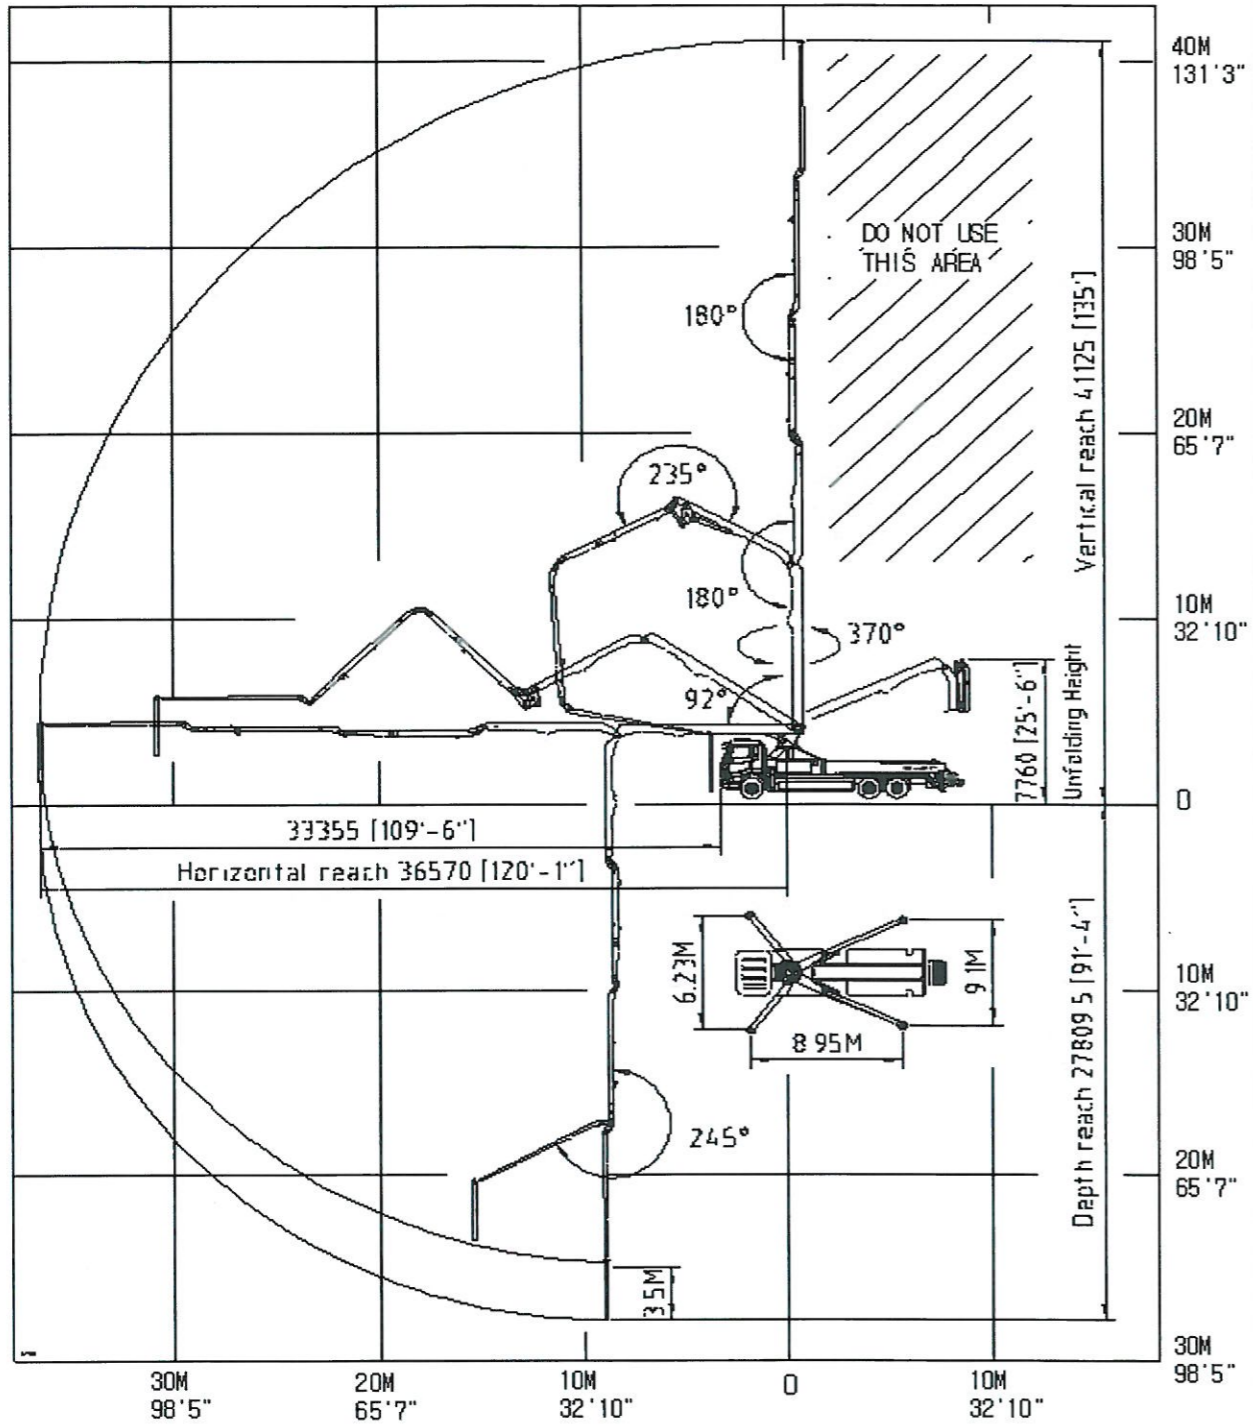 40M
131'3"
DO NOT USE
THIS AREA
30M
98'5"
180°
Vertical reach 41125 [135']
20M
65'7"
235°
180°
10M
32'10"
370°
92°
7760 [25'-6"]
Unfolding Height
0
33355 [109'-6"]
Horizontal reach 36570 [120'-1"]
6.23M
9.1M
8.95M
10M
32'10"
Depth reach 27809.5 [91'-4"]
245°
20M
65'7"
3.5M
30M
98'5"
30M
98'5"
20M
65'7"
10M
32'10"
0
10M
32'10"